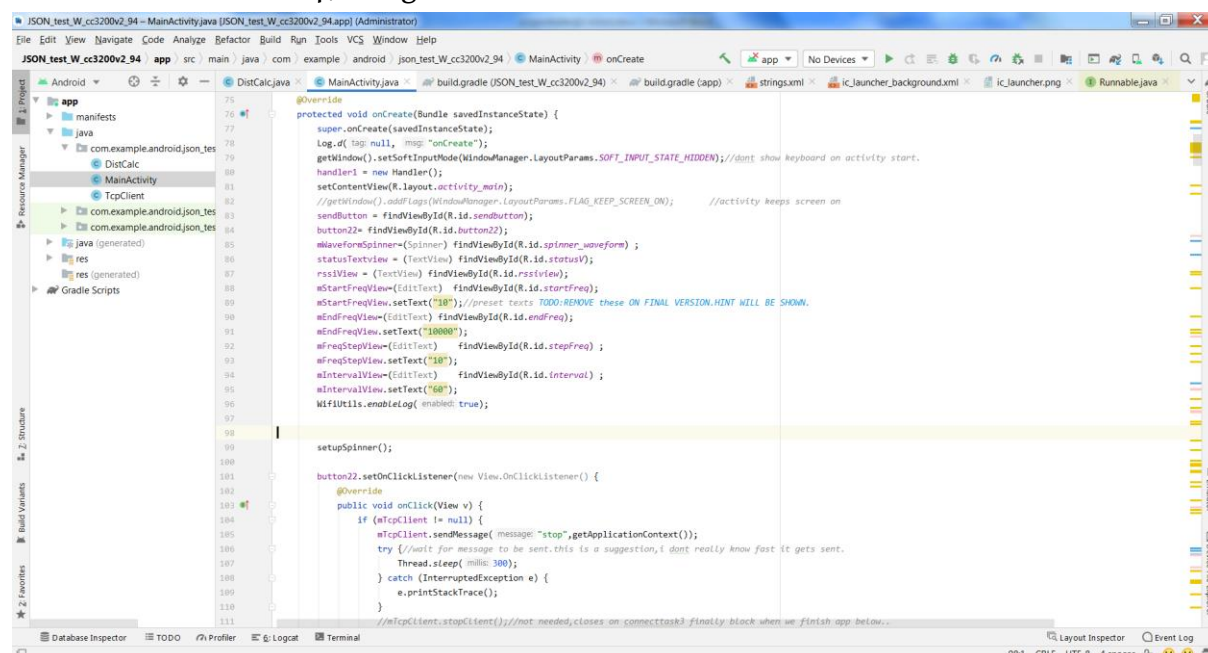 JSON_test_W_cc3200v2_94 – MainActivity.java [JSON_test_W_cc3200v2_94.app] (Administrator)
File Edit View Navigate Code Analyze Refactor Build Run Tools VCS Window Help
JSON_test_W_cc3200v2_94 app src main java com example android json_test_w_cc3200v2_94 MainActivity onCreate app No Devices
Android DistCalc.java MainActivity.java build.gradle (JSON_test_W_cc3200v2_94) build.gradle (:app) strings.xml ic_launcher_background.xml ic_launcher.png Runnable.java
1: Project
Resource Manager
Z: Structure
Build Variants
2: Favorites
app
manifests
java
com.example.android.json_tes
DistCalc
MainActivity
TcpClient
com.example.android.json_tes
com.example.android.json_tes
java (generated)
res
res (generated)
Gradle Scripts
75 @Override
76 protected void onCreate(Bundle savedInstanceState) {
77 super.onCreate(savedInstanceState);
78 Log.d( tag: null, msg: "onCreate");
79 getWindow().setSoftInputMode(WindowManager.LayoutParams.SOFT_INPUT_STATE_HIDDEN);//dont show keyboard on activity start.
80 handler1 = new Handler();
81 setContentView(R.layout.activity_main);
82 //getWindow().addFlags(WindowManager.LayoutParams.FLAG_KEEP_SCREEN_ON); //activity keeps screen on
83 sendButton = findViewById(R.id.sendbutton);
84 button22= findViewById(R.id.button22);
85 mWaveformSpinner=(Spinner) findViewById(R.id.spinner_waveform) ;
86 statusTextview = (TextView) findViewById(R.id.statusV);
87 rssiView = (TextView) findViewById(R.id.rssiview);
88 mStartFreqView=(EditText) findViewById(R.id.startFreq);
89 mStartFreqView.setText("10");//preset texts TODO:REMOVE these ON FINAL VERSION.HINT WILL BE SHOWN.
90 mEndFreqView=(EditText) findViewById(R.id.endFreq);
91 mEndFreqView.setText("10000");
92 mFreqStepView=(EditText) findViewById(R.id.stepFreq) ;
93 mFreqStepView.setText("10");
94 mIntervalView=(EditText) findViewById(R.id.interval) ;
95 mIntervalView.setText("60");
96 WifiUtils.enableLog( enabled: true);
97
98
99 setupSpinner();
100
101 button22.setOnClickListener(new View.OnClickListener() {
102 @Override
103 public void onClick(View v) {
104 if (mTcpClient != null) {
105 mTcpClient.sendMessage( message: "stop",getApplicationContext());
106 try {//wait for message to be sent.this is a suggestion,i dont really know fast it gets sent.
107 Thread.sleep( millis: 300);
108 } catch (InterruptedException e) {
109 e.printStackTrace();
110 }
111 //mTcpClient.stopClient();//not needed,closes on connecttask3 finally block when we finish app below..
Database Inspector TODO Profiler 6: Logcat Terminal Layout Inspector Event Log